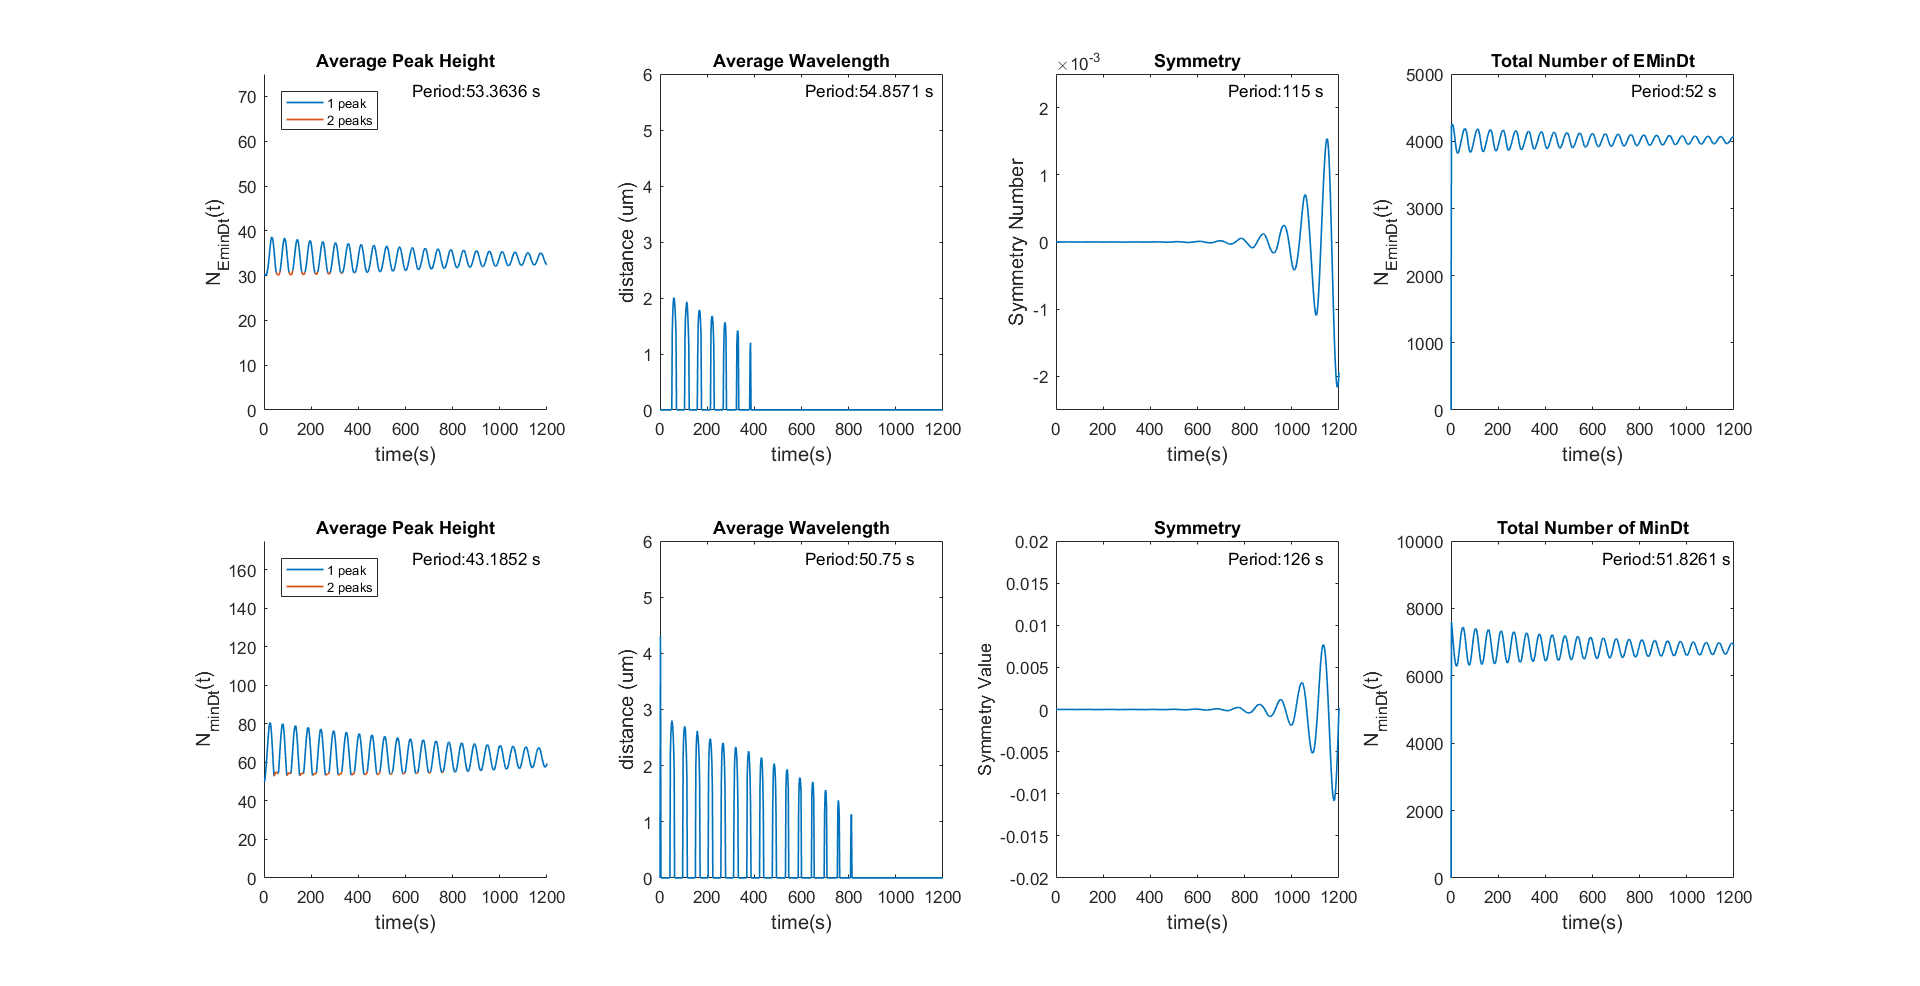 Average Peak Height
Period:53.3636 s
1 peak
2 peaks
70
60
50
40
30
20
10
0
N_EminDt(t)
0 200 400 600 800 1000 1200
time(s)
Average Wavelength
Period:54.8571 s
6
5
4
3
2
1
0
distance (um)
0 200 400 600 800 1000 1200
time(s)
×10^-3
Symmetry
Period:115 s
2
1
0
-1
-2
Symmetry Number
0 200 400 600 800 1000 1200
time(s)
Total Number of EMinDt
Period:52 s
5000
4000
3000
2000
1000
0
N_EminDt(t)
0 200 400 600 800 1000 1200
time(s)
Average Peak Height
Period:43.1852 s
1 peak
2 peaks
160
140
120
100
80
60
40
20
0
N_minDt(t)
0 200 400 600 800 1000 1200
time(s)
Average Wavelength
Period:50.75 s
6
5
4
3
2
1
0
distance (um)
0 200 400 600 800 1000 1200
time(s)
Symmetry
Period:126 s
0.02
0.015
0.01
0.005
0
-0.005
-0.01
-0.015
-0.02
Symmetry Value
0 200 400 600 800 1000 1200
time(s)
Total Number of MinDt
Period:51.8261 s
10000
8000
6000
4000
2000
0
N_minDt(t)
0 200 400 600 800 1000 1200
time(s)